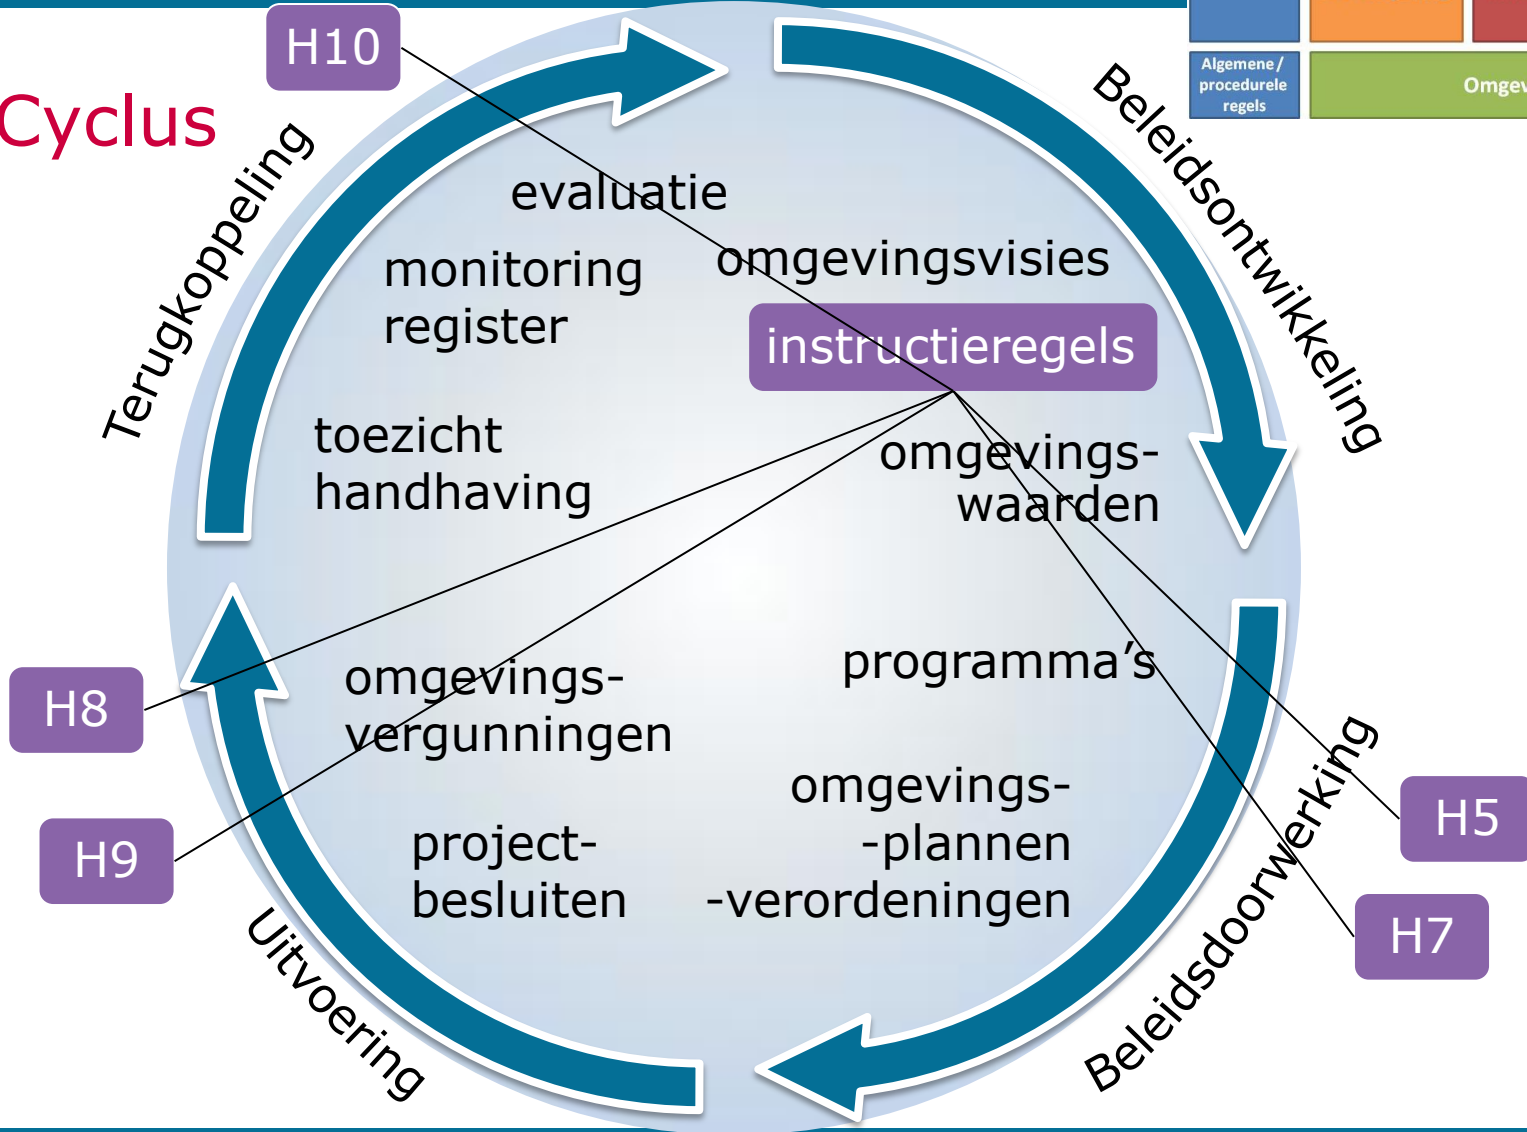 Cyclus
H10
Algemene /
procedurele
regels
Terugkoppeling
Beleidsontwikkeling
evaluatie
monitoring
register
omgevingsvisies
instructieregels
toezicht
handhaving
omgevings-
waarden
omgevings-
vergunningen
programma's
H8
H9
project-
besluiten
omgevings-
-plannen
-verordeningen
H5
H7
Uitvoering
Beleidsdoorwerking